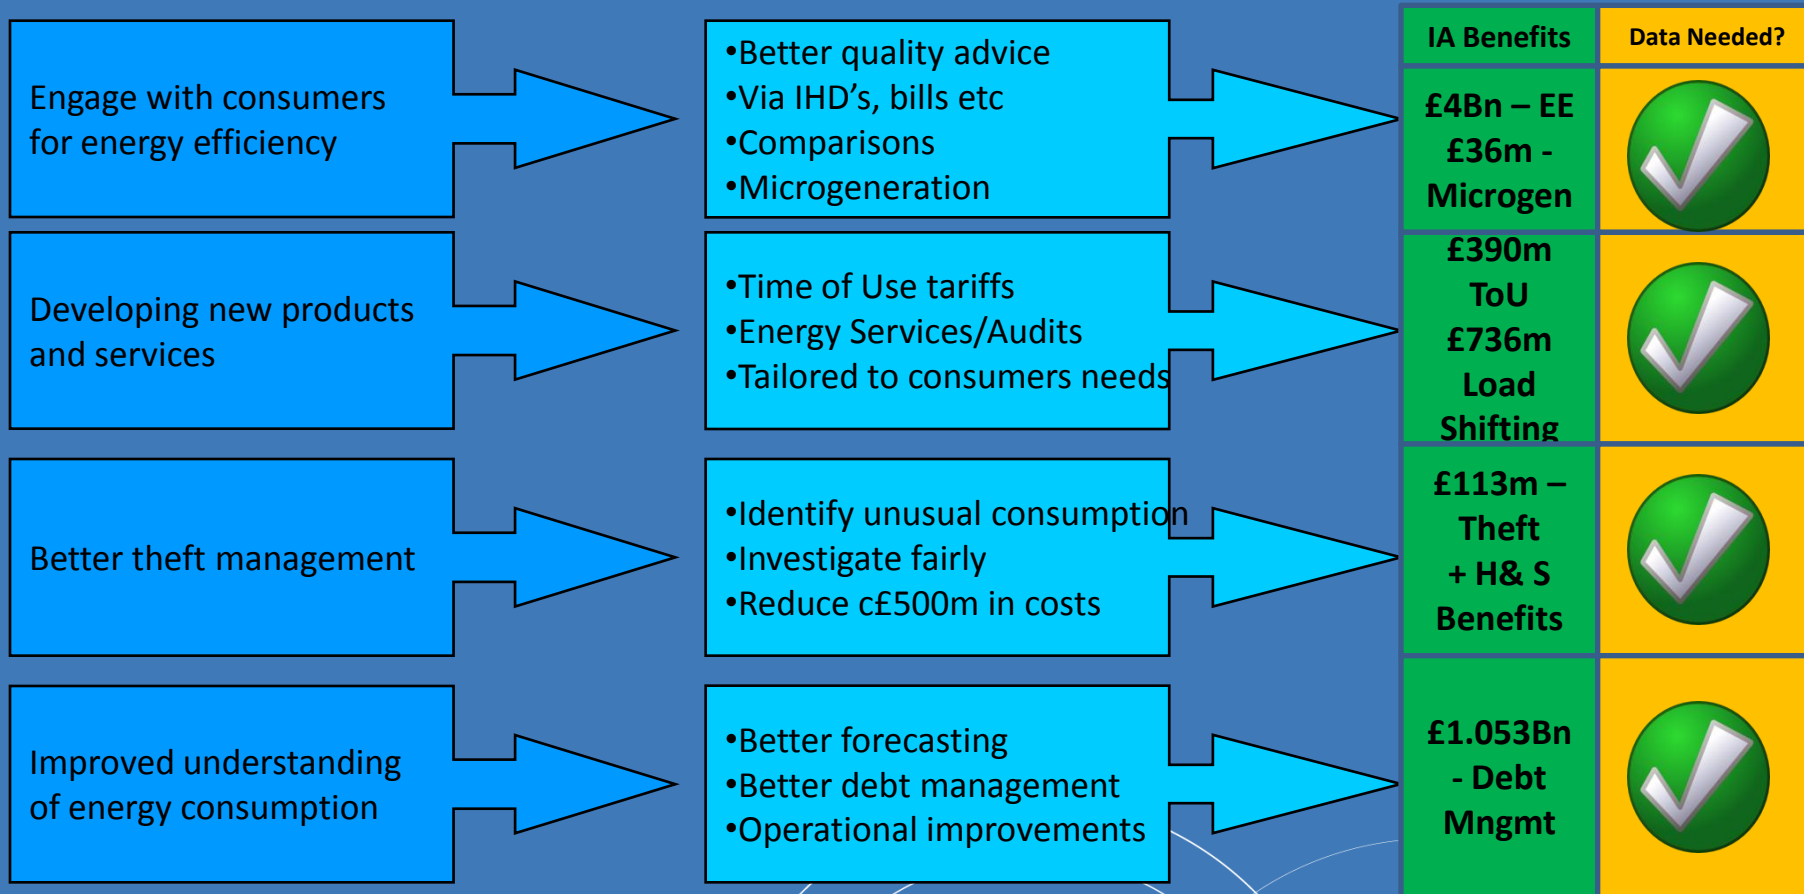 IA Benefits
Data Needed?
Engage with consumers
for energy efficiency
•Better quality advice
•Via IHD’s, bills etc
•Comparisons
•Microgeneration
£4Bn – EE
£36m -
Microgen
Developing new products
and services
•Time of Use tariffs
•Energy Services/Audits
•Tailored to consumers needs
£390m
ToU
£736m
Load
Shifting
Better theft management
•Identify unusual consumption
•Investigate fairly
•Reduce c£500m in costs
£113m –
Theft
+ H& S
Benefits
Improved understanding
of energy consumption
•Better forecasting
•Better debt management
•Operational improvements
£1.053Bn
- Debt
Mngmt